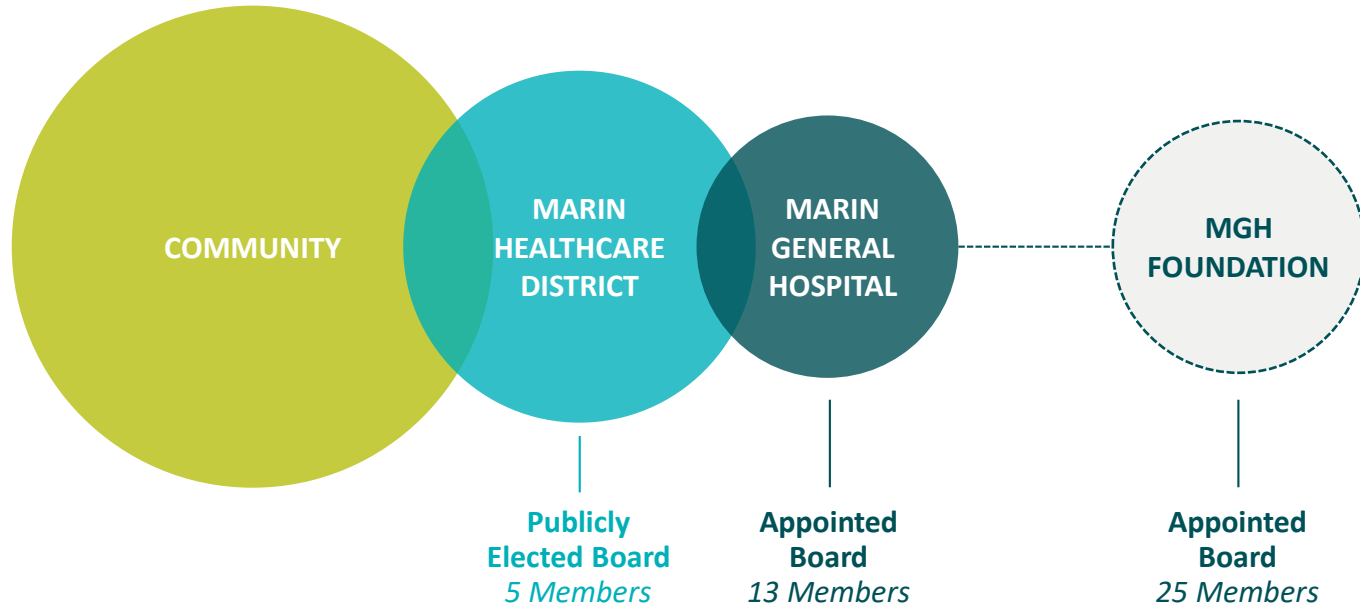 COMMUNITY
MARIN
HEALTHCARE
DISTRICT
MARIN
GENERAL
HOSPITAL
MGH
FOUNDATION
Publicly
Elected Board
5 Members
Appointed
Board
13 Members
Appointed
Board
25 Members